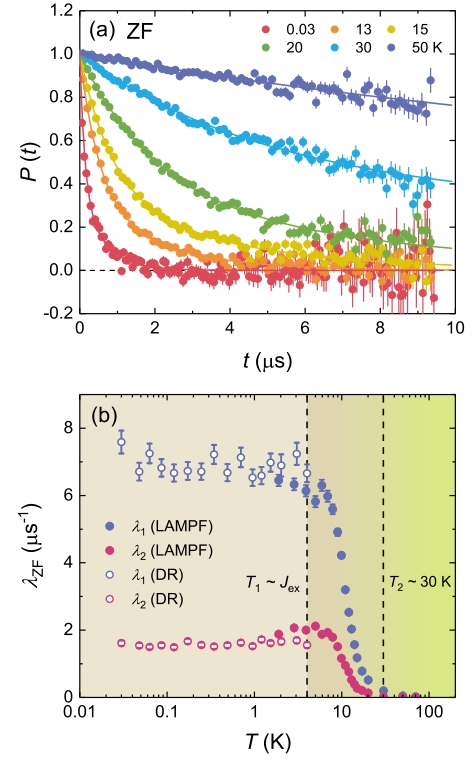 (a) ZF
0.03 13 15
20 30 50 K
1.2
1.0
0.8
0.6
0.4
0.2
0.0
-0.2
P (t)
0 2 4 6 8 10
t (μs)
(b)
8
6
4
2
0
λZF (μs⁻¹)
λ₁ (LAMPF)
λ₂ (LAMPF)
λ₁ (DR)
λ₂ (DR)
T₁ ~ Jex
T₂ ~ 30 K
0.01 0.1 1 10 100
T (K)